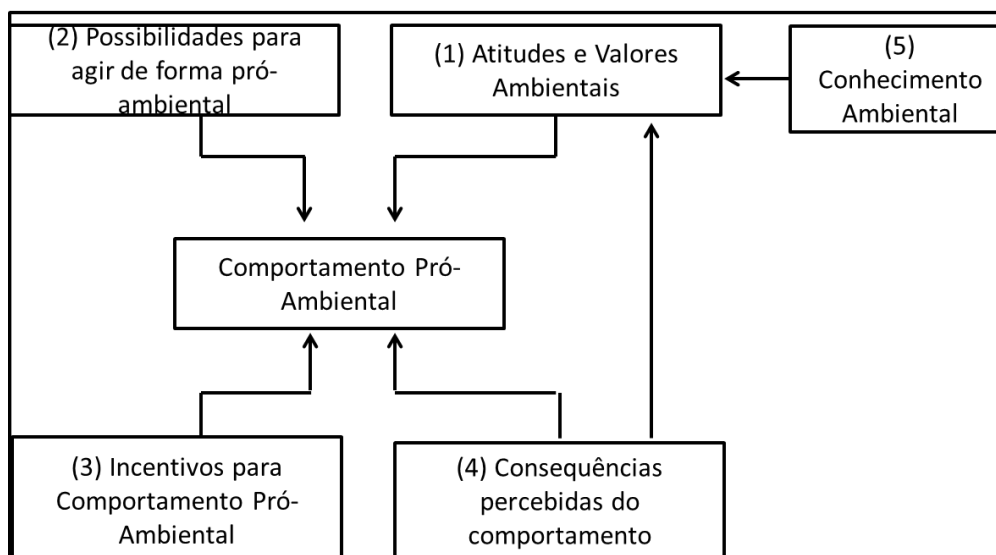 (2) Possibilidades para
agir de forma pró-
ambiental
(1) Atitudes e Valores
Ambientais
(5)
Conhecimento
Ambiental
Comportamento Pró-
Ambiental
(3) Incentivos para
Comportamento Pró-
Ambiental
(4) Consequências
percebidas do
comportamento